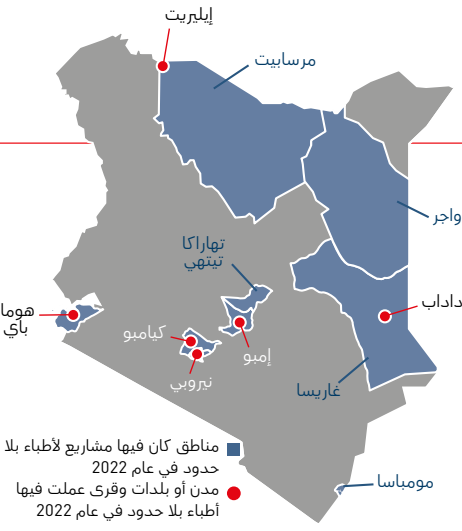 إيليريت
مرسابيت
واجر
تهاراكا
تيتهي
داداب
هوما
باي
كيامبو
إمبو
نيروبي
غاريسا
مومباسا
مناطق كان فيها مشاريع لأطباء بلا
حدود في عام 2022
مدن أو بلدات وقرى عملت فيها
أطباء بلا حدود في عام 2022